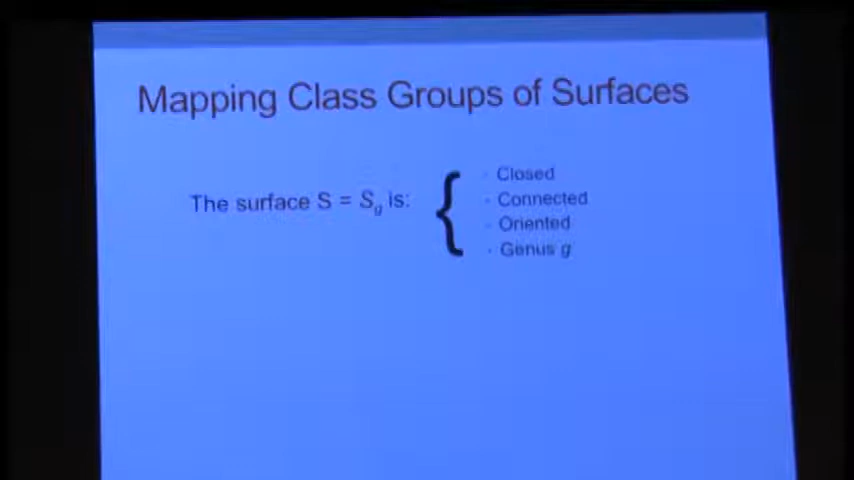 Mapping Class Groups of Surfaces
The surface S = S_g is:
- Closed
- Connected
- Oriented
- Genus g